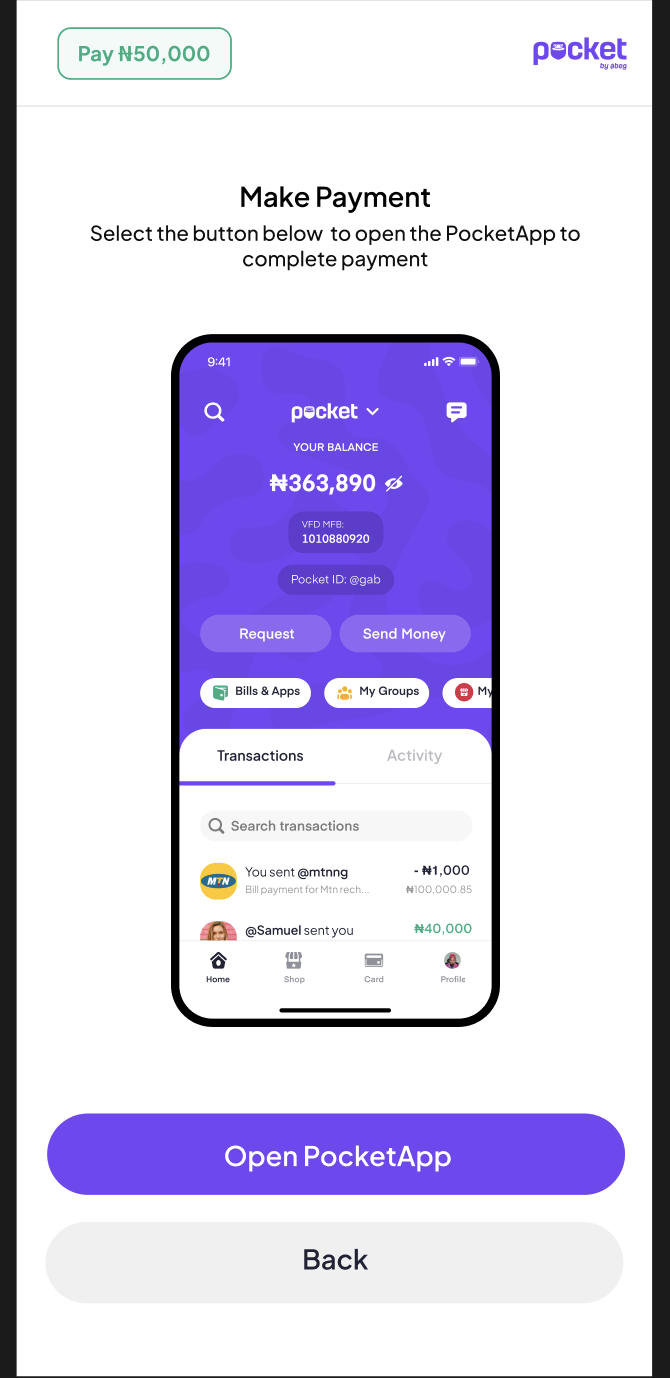 Pay ₦50,000
pocket
by abeg
Make Payment
Select the button below to open the PocketApp to
complete payment
9:41
pocket
YOUR BALANCE
₦363,890
VFD MFB:
1010880920
Pocket ID: @gab
Request
Send Money
Bills & Apps
My Groups
My
Transactions
Activity
Search transactions
MTN
You sent @mtnng
- ₦1,000
Bill payment for Mtn rech...
₦100,000.85
@Samuel sent you
₦40,000
Home
Shop
Card
Profile
Open PocketApp
Back